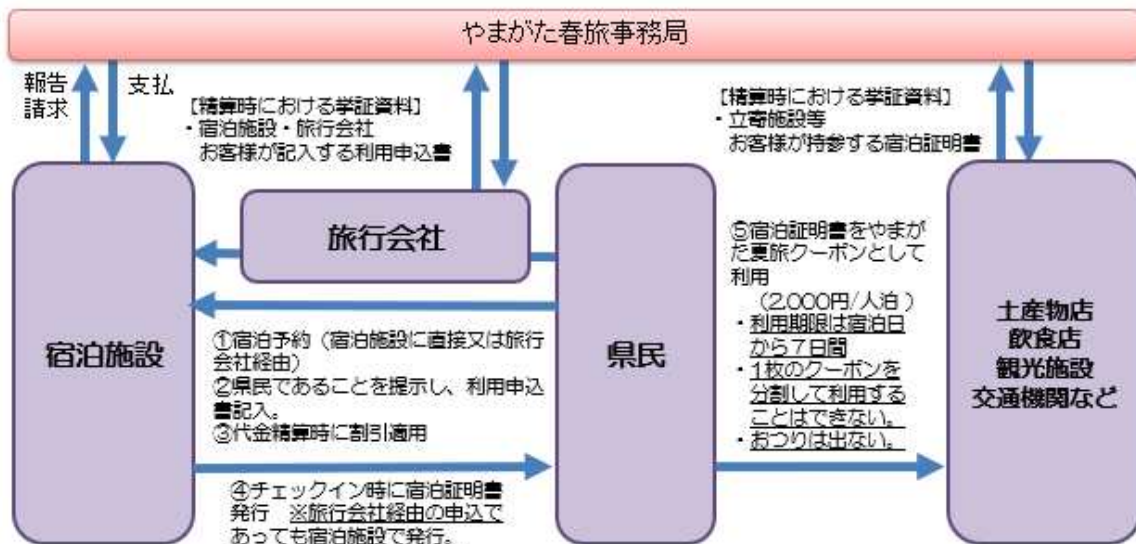 やまがた春旅事務局
報告
請求
支払
【精算時における挙証資料】
・宿泊施設・旅行会社
お客様が記入する利用申込書
【精算時における挙証資料】
・立寄施設等
お客様が持参する宿泊証明書
旅行会社
宿泊施設
①宿泊予約（宿泊施設に直接又は旅行
会社経由）
②県民であることを提示し、利用申込
書記入。
③代金精算時に割引適用
④チェックイン時に宿泊証明書
発行　※旅行会社経由の申込で
あっても宿泊施設で発行。
県民
⑤宿泊証明書をやまが
た夏旅クーポンとして
利用
（2,000円/人泊 ）
・利用期限は宿泊日
から７日間
・1枚のクーポンを
分割して利用する
ことはできない。
・おつりは出ない。
土産物店
飲食店
観光施設
交通機関など